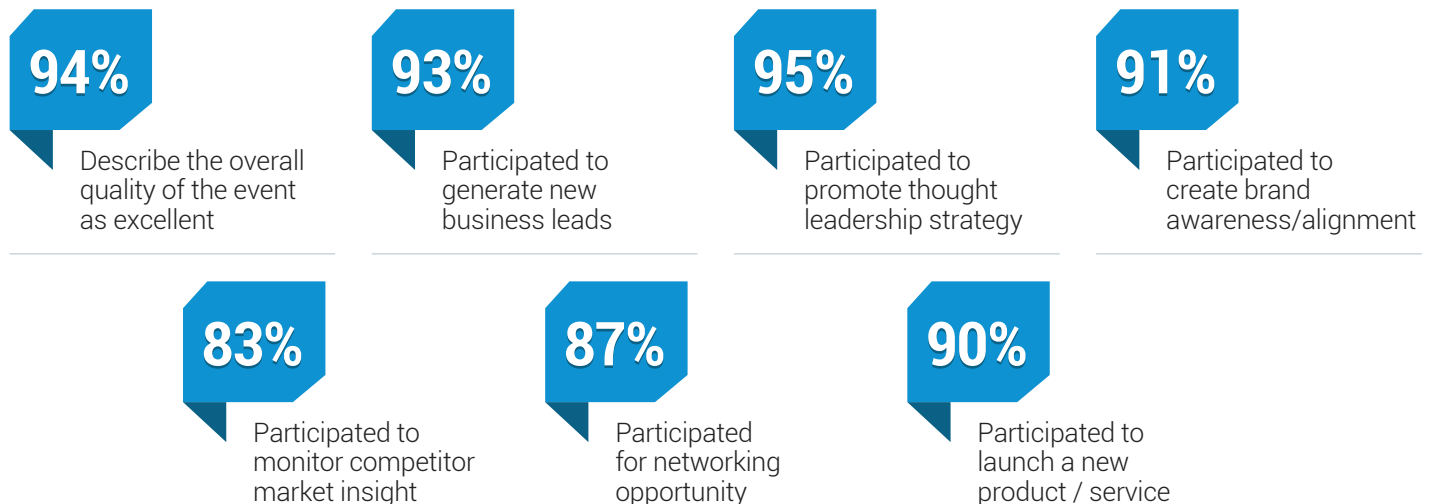 94%
Describe the overall
quality of the event
as excellent
93%
Participated to
generate new
business leads
95%
Participated to
promote thought
leadership strategy
91%
Participated to
create brand
awareness/alignment
83%
Participated to
monitor competitor
market insight
87%
Participated
for networking
opportunity
90%
Participated to
launch a new
product / service